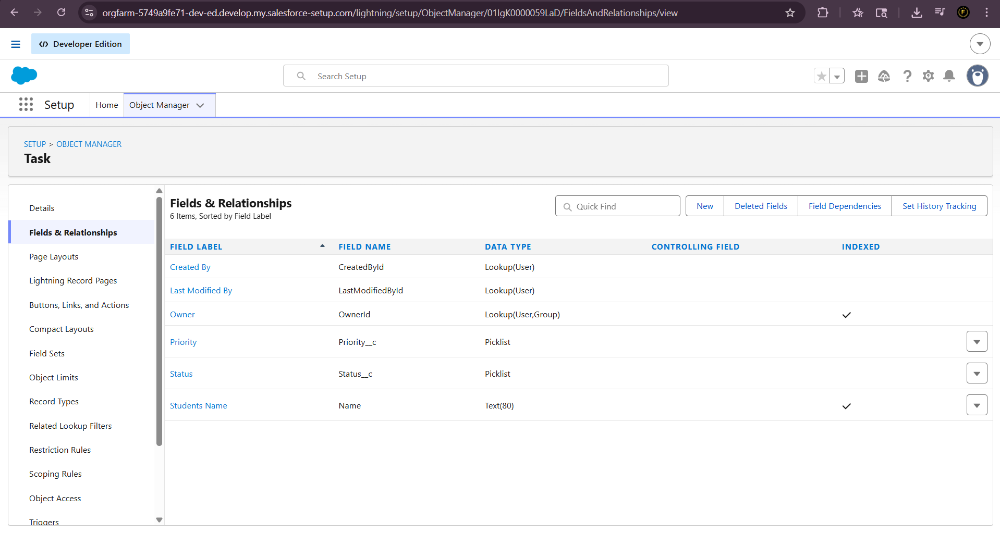 orgfarm-5749a9fe71-dev-ed.develop.my.salesforce-setup.com/lightning/setup/ObjectManager/01IgK0000059LaD/FieldsAndRelationships/view
Developer Edition
Search Setup
Setup
Home
Object Manager
SETUP > OBJECT MANAGER
Task
Details
Fields & Relationships
Page Layouts
Lightning Record Pages
Buttons, Links, and Actions
Compact Layouts
Field Sets
Object Limits
Record Types
Related Lookup Filters
Restriction Rules
Scoping Rules
Object Access
Triggers
Fields & Relationships
6 Items, Sorted by Field Label
Quick Find
New
Deleted Fields
Field Dependencies
Set History Tracking
FIELD LABEL FIELD NAME DATA TYPE CONTROLLING FIELD INDEXED
Created By CreatedById Lookup(User)
Last Modified By LastModifiedById Lookup(User)
Owner OwnerId Lookup(User,Group)
Priority Priority__c Picklist
Status Status__c Picklist
Students Name Name Text(80)